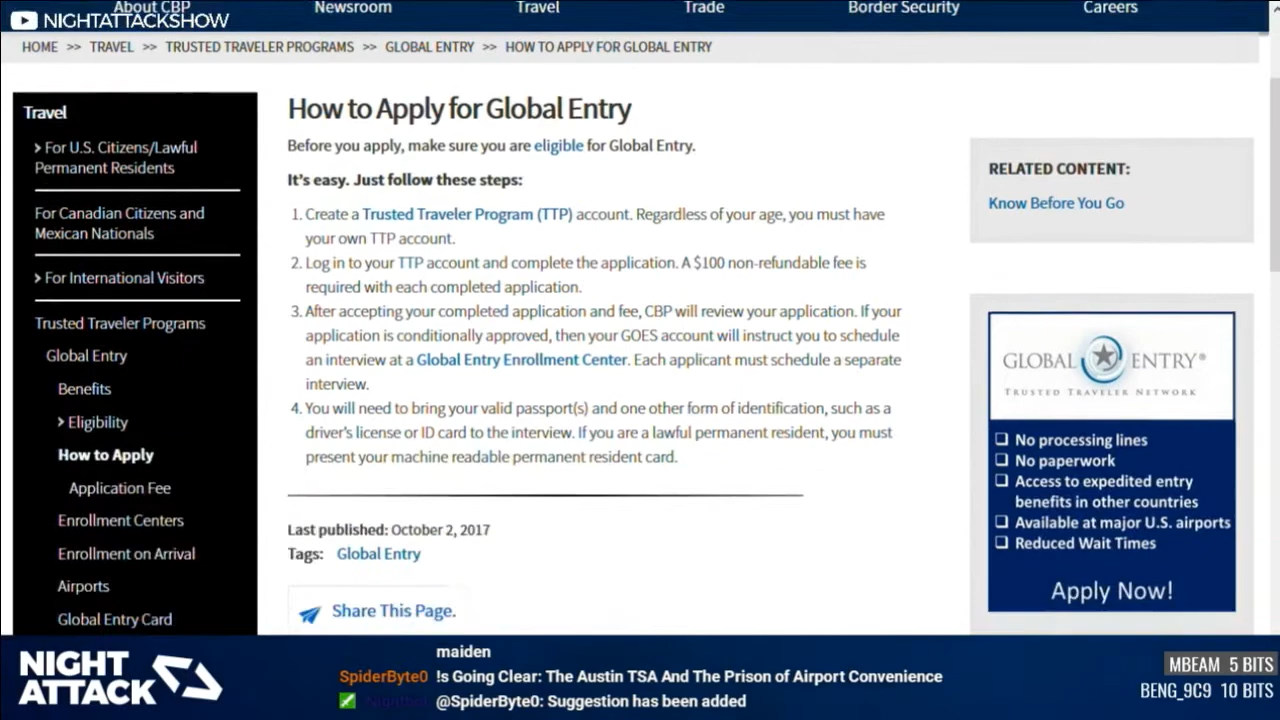 About CBP Newsroom Travel Trade Border Security Careers
NIGHTATTACKSHOW
HOME >> TRAVEL >> TRUSTED TRAVELER PROGRAMS >> GLOBAL ENTRY >> HOW TO APPLY FOR GLOBAL ENTRY
Travel
> For U.S. Citizens/Lawful
Permanent Residents
For Canadian Citizens and
Mexican Nationals
> For International Visitors
Trusted Traveler Programs
Global Entry
Benefits
> Eligibility
How to Apply
Application Fee
Enrollment Centers
Enrollment on Arrival
Airports
Global Entry Card
How to Apply for Global Entry
Before you apply, make sure you are eligible for Global Entry.
It's easy. Just follow these steps:
1. Create a Trusted Traveler Program (TTP) account. Regardless of your age, you must have
your own TTP account.
2. Log in to your TTP account and complete the application. A $100 non-refundable fee is
required with each completed application.
3. After accepting your completed application and fee, CBP will review your application. If your
application is conditionally approved, then your GOES account will instruct you to schedule
an interview at a Global Entry Enrollment Center. Each applicant must schedule a separate
interview.
4. You will need to bring your valid passport(s) and one other form of identification, such as a
driver's license or ID card to the interview. If you are a lawful permanent resident, you must
present your machine readable permanent resident card.
Last published: October 2, 2017
Tags: Global Entry
Share This Page.
RELATED CONTENT:
Know Before You Go
GLOBAL ENTRY®
TRUSTED TRAVELER NETWORK
No processing lines
No paperwork
Access to expedited entry
benefits in other countries
Available at major U.S. airports
Reduced Wait Times
Apply Now!
NIGHT
ATTACK
maiden
SpiderByte0 !s Going Clear: The Austin TSA And The Prison of Airport Convenience
Nightbot @SpiderByte0: Suggestion has been added
MBEAM 5 BITS
BENG_9C9 10 BITS